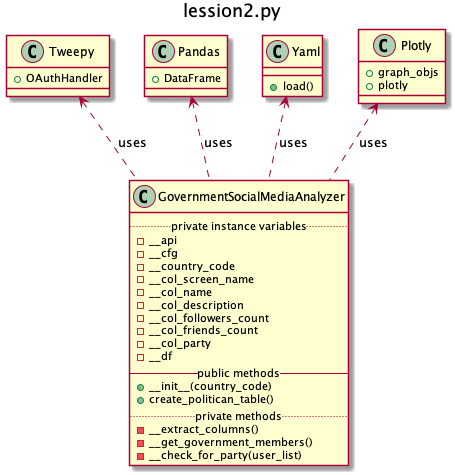 lession2.py
C Tweepy
OAuthHandler
C Pandas
DataFrame
C Yaml
load()
C Plotly
graph_objs
plotly
uses
uses
uses
uses
C GovernmentSocialMediaAnalyzer
private instance variables
__api
__cfg
__country_code
__col_screen_name
__col_name
__col_description
__col_followers_count
__col_friends_count
__col_party
__df
public methods
__init__(country_code)
create_politican_table()
private methods
__extract_columns()
__get_government_members()
__check_for_party(user_list)